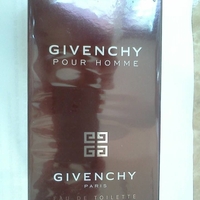 GIVENCHY
POUR HOMME
GIVENCHY
PARIS
EAU DE TOILETTE